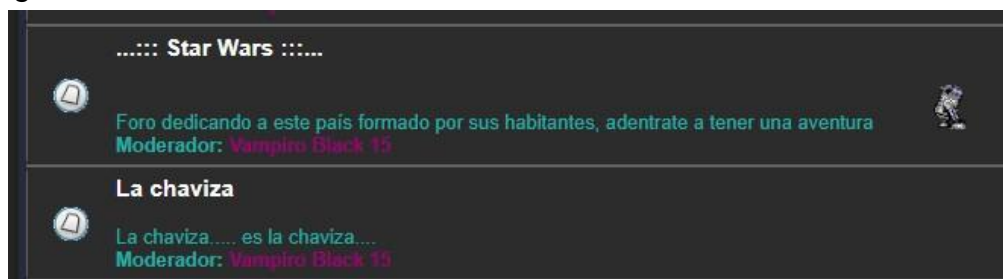 ...::: Star Wars :::...
Foro dedicando a este país formado por sus habitantes, adentrate a tener una aventura
Moderador: Vampiro Black 15
La chaviza
La chaviza..... es la chaviza....
Moderador: Vampiro Black 15